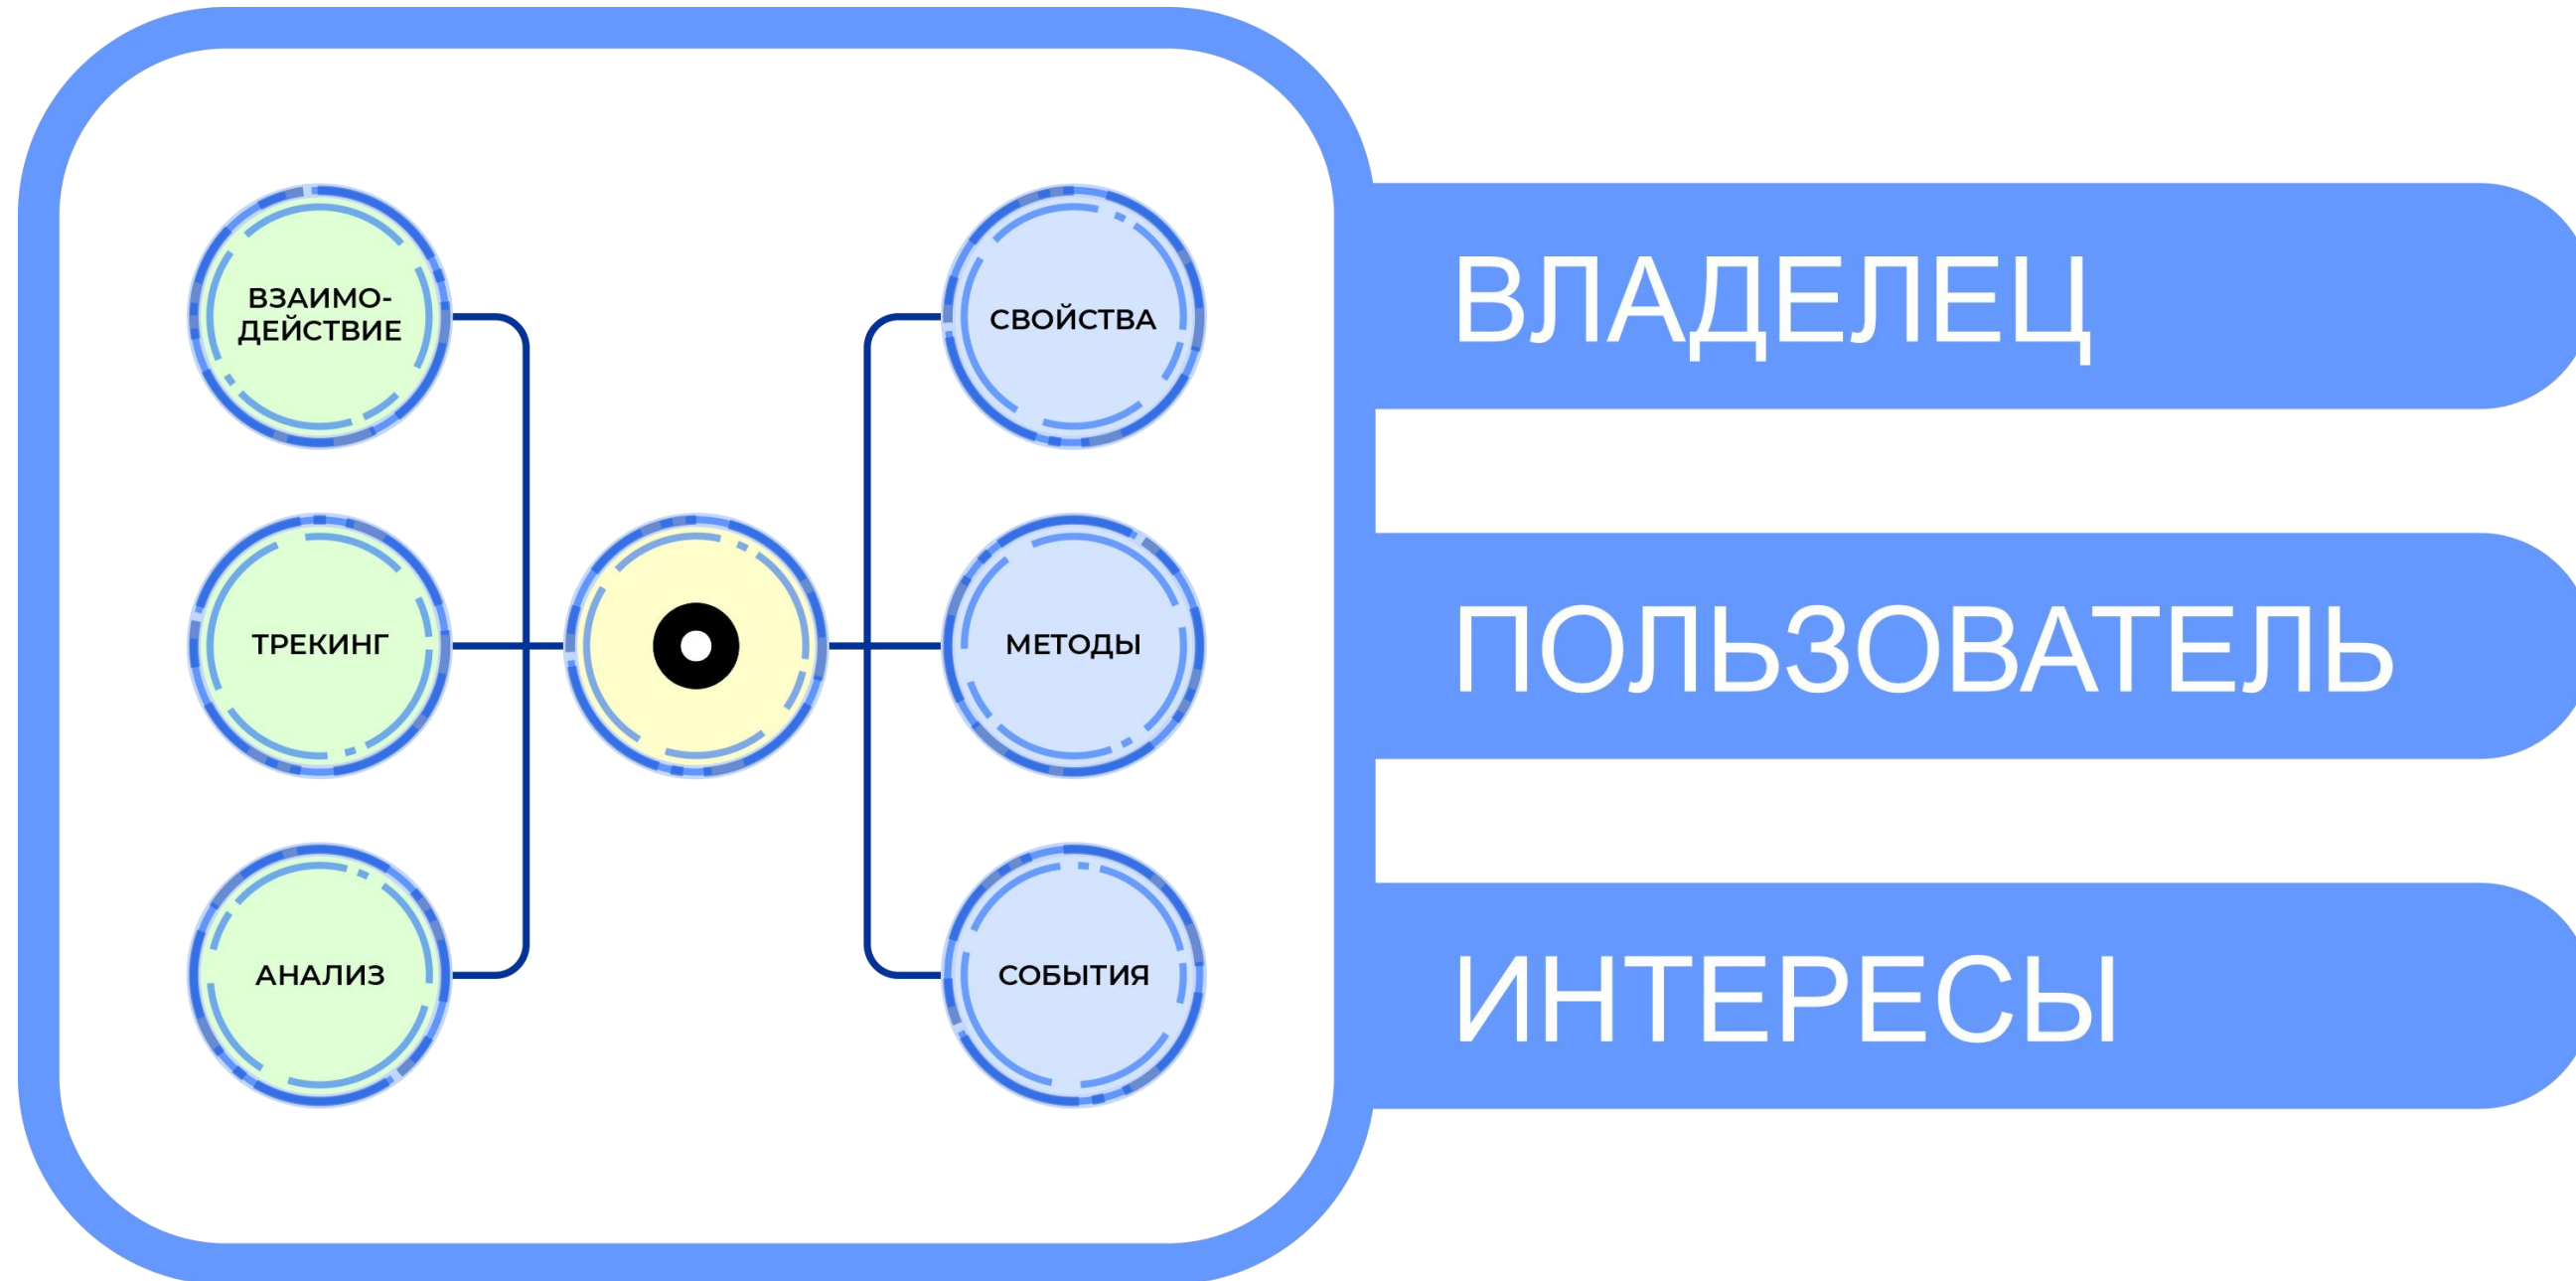 ВЗАИМО-
ДЕЙСТВИЕ
ТРЕКИНГ
АНАЛИЗ
СВОЙСТВА
МЕТОДЫ
СОБЫТИЯ
ВЛАДЕЛЕЦ
ПОЛЬЗОВАТЕЛЬ
ИНТЕРЕСЫ